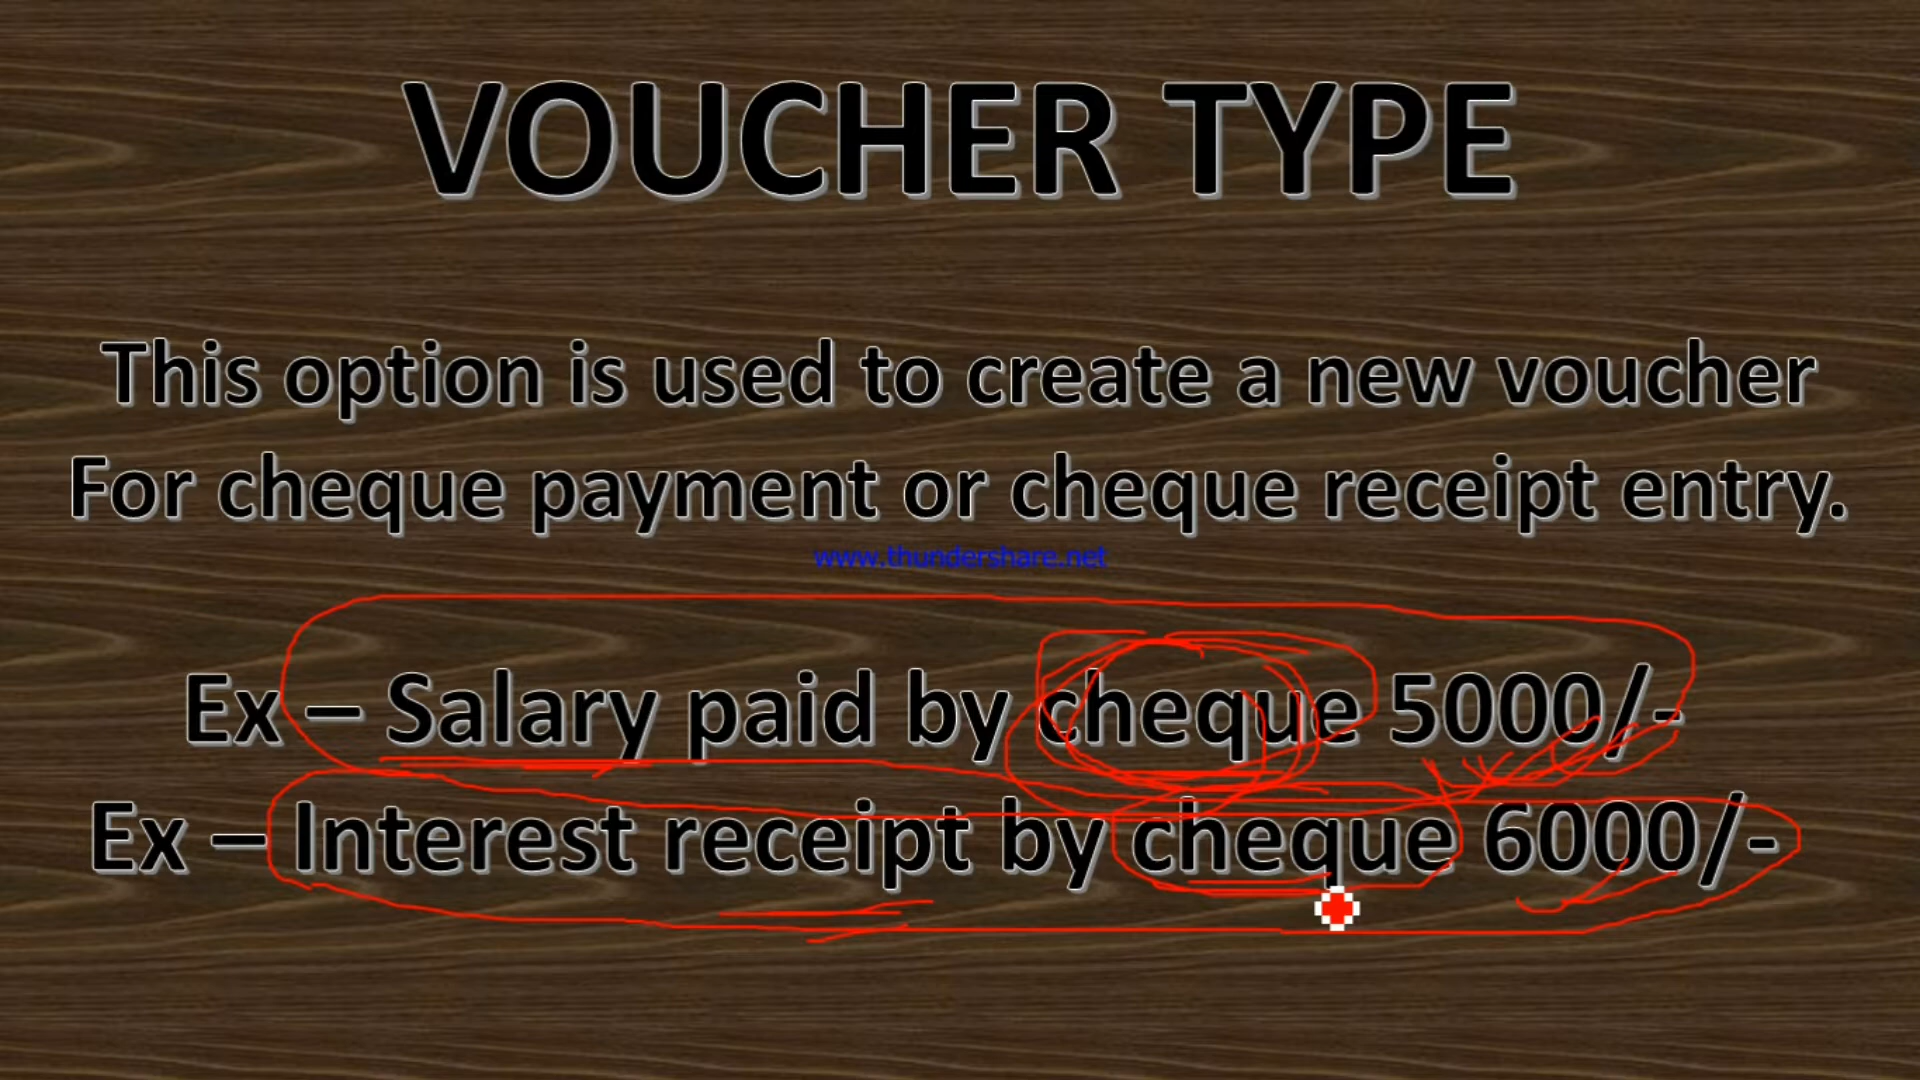 VOUCHER TYPE
This option is used to create a new voucher
For cheque payment or cheque receipt entry.
www.thundershare.net
Ex – Salary paid by cheque 5000/-
Ex – Interest receipt by cheque 6000/-